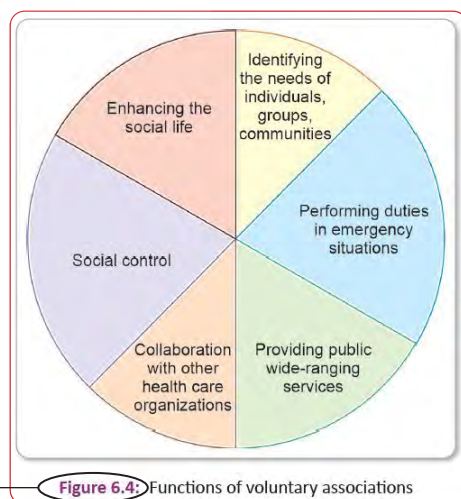 Identifying
the needs of
individuals,
groups,
communities
Performing duties
in emergency
situations
Providing public
wide-ranging
services
Collaboration
with other
health care
organizations
Social control
Enhancing the
social life
Figure 6.4: Functions of voluntary associations